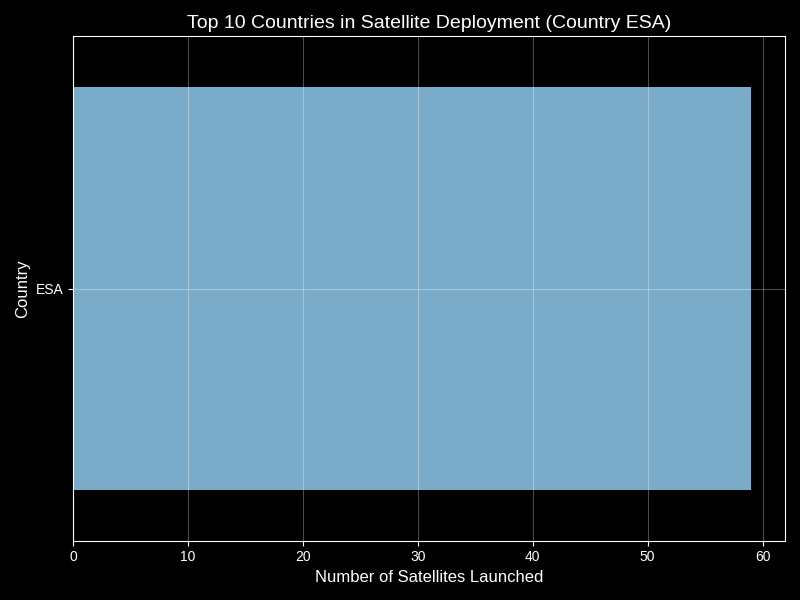 Top 10 Countries in Satellite Deployment (Country ESA)
Country
ESA
0 10 20 30 40 50 60
Number of Satellites Launched